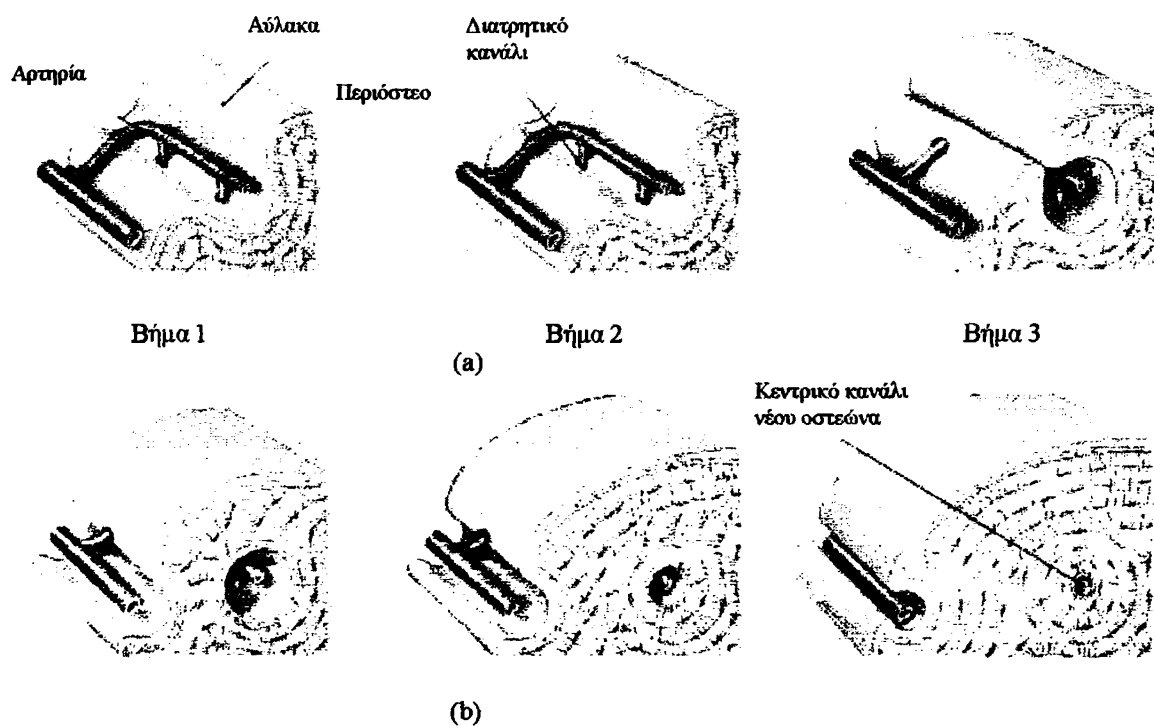 Αύλακα
Διατρητικό
κανάλι
Αρτηρία
Περιόστεο
Βήμα 1
Βήμα 2
Βήμα 3
(a)
Κεντρικό κανάλι
νέου οστεώνα
(b)